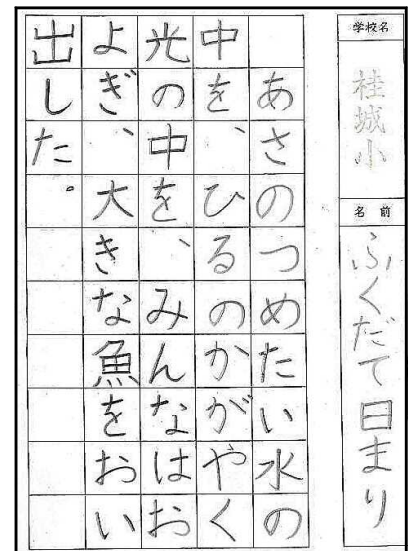 学校名
桂城小
名前
ふくだて日まり
あさのつめたい水の
中を、ひるのかがやく
光の中を、みんなはお
よぎ、大きな魚をおい
出した。